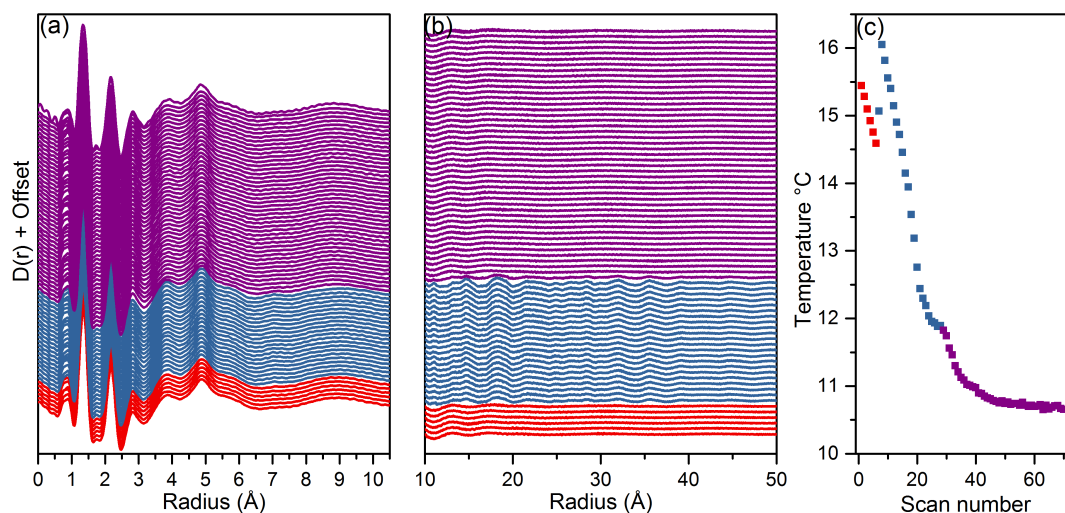 (a)
(b)
(c)
D(r) + Offset
0 1 2 3 4 5 6 7 8 9 10
Radius (Å)
10 20 30 40 50
Radius (Å)
Temperature °C
16
15
14
13
12
11
10
0 20 40 60
Scan number